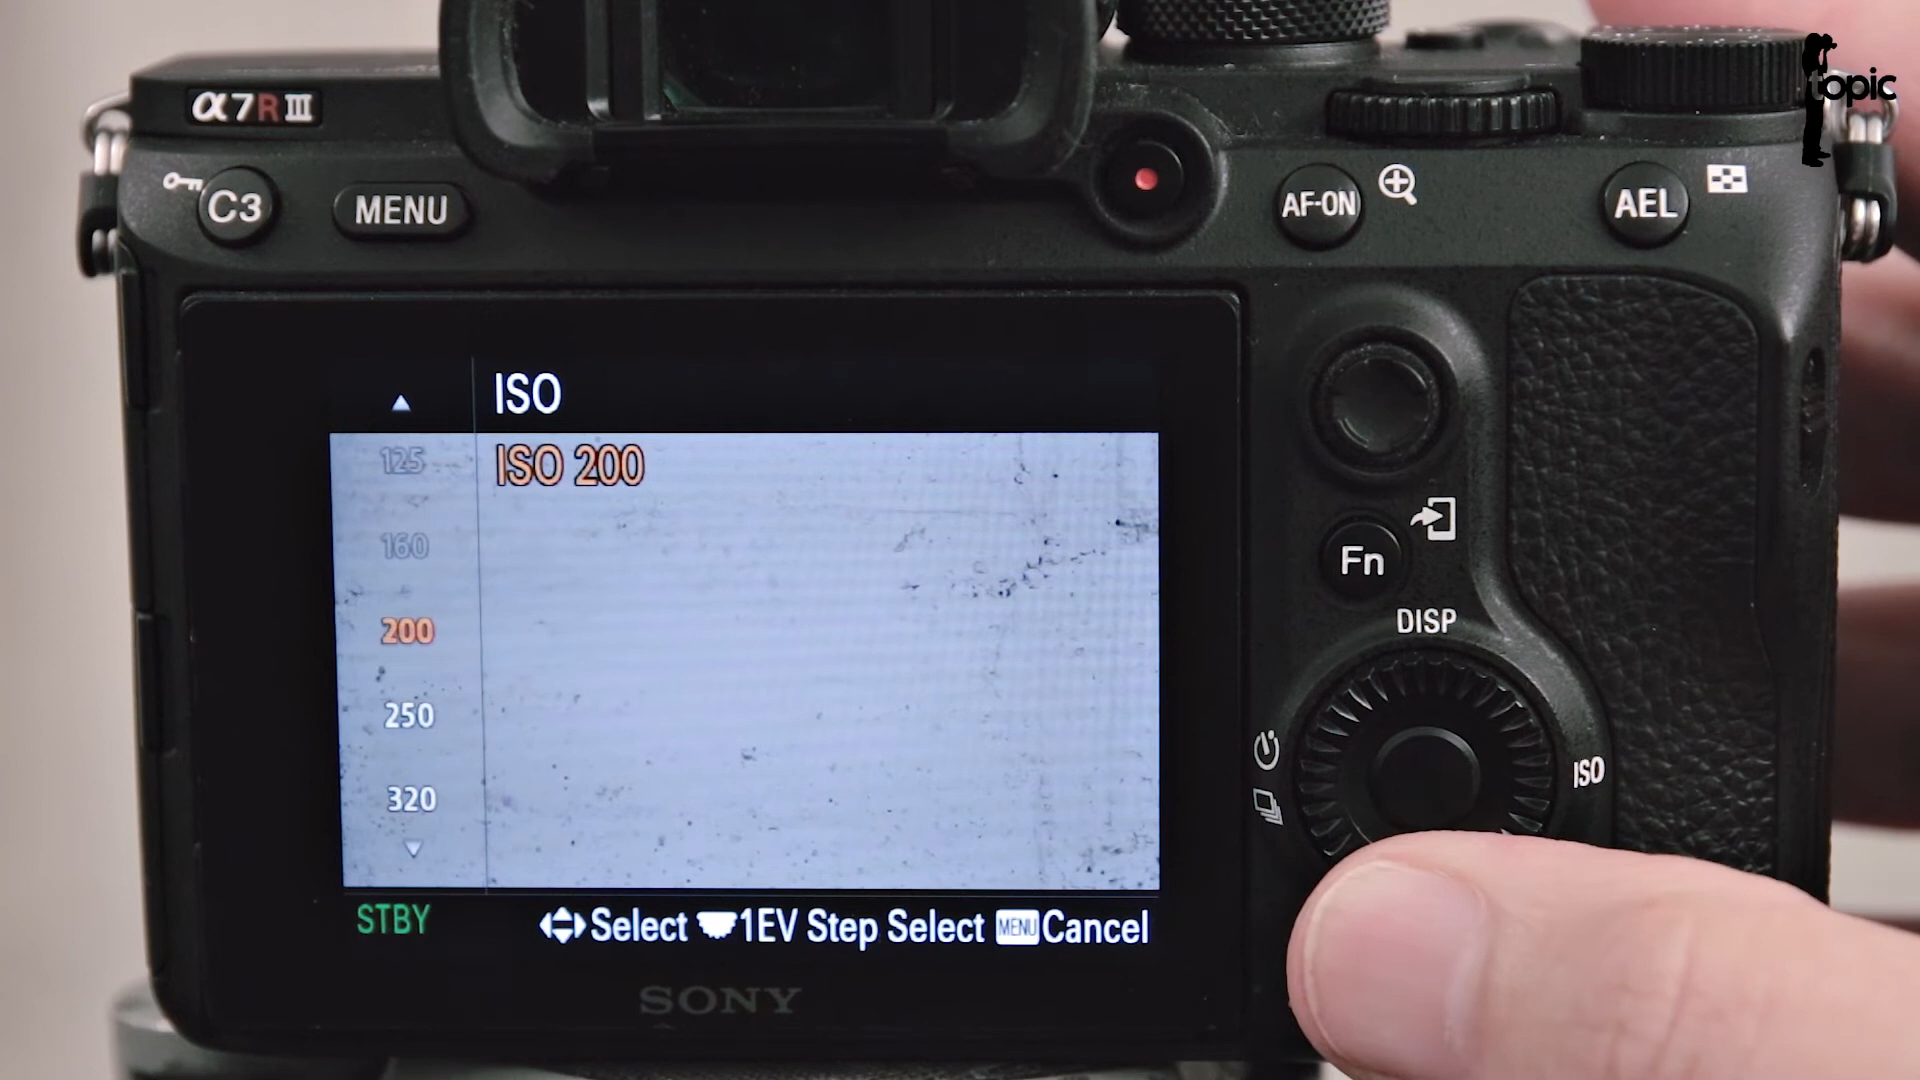 topic
α7RIII
C3
MENU
AF-ON
AEL
ISO
125
ISO 200
160
200
250
320
STBY
Select 1EV Step Select MENU Cancel
SONY
Fn
DISP
ISO